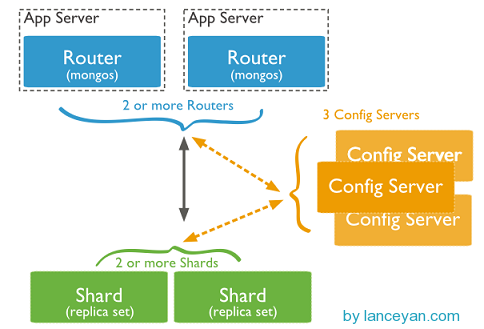 App Server
App Server
Router
(mongos)
Router
(mongos)
2 or more Routers
3 Config Servers
Config Server
Config Server
Config Server
2 or more Shards
Shard
(replica set)
Shard
(replica set)
by lanceyan.com